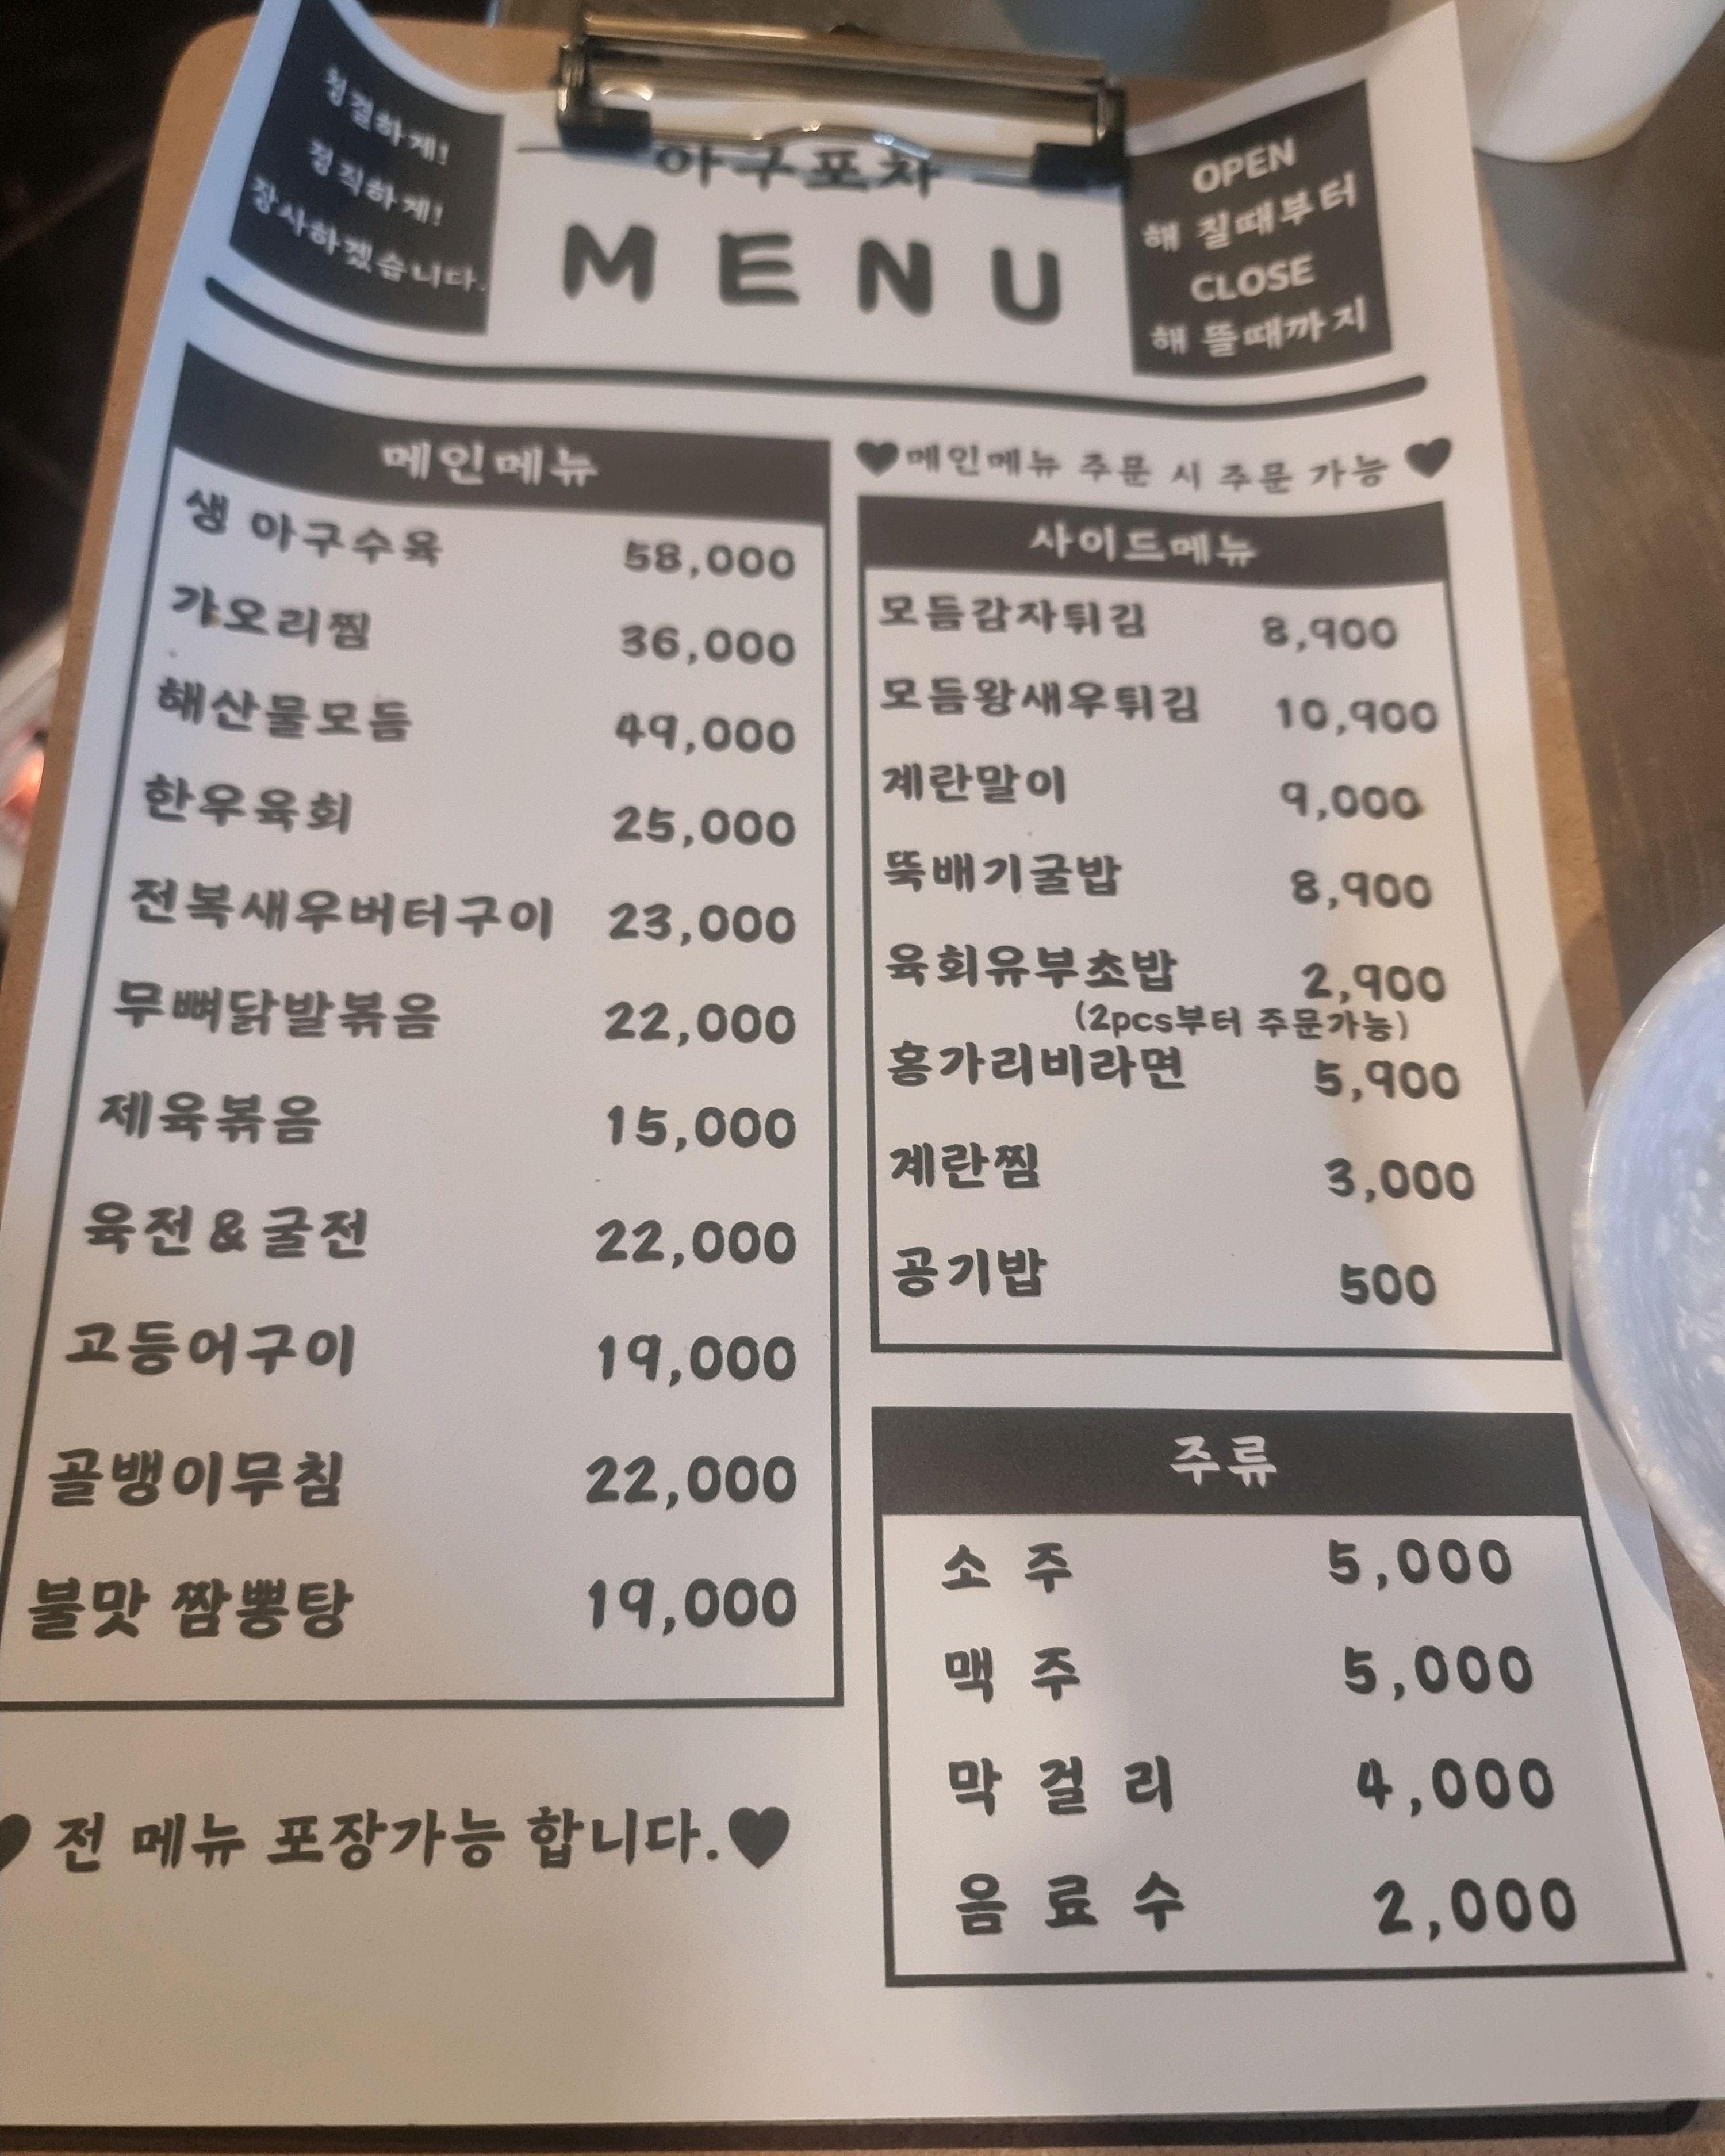 청결하게!
정직하게!
장사하겠습니다.
아구포차
MENU
OPEN
해 질때부터
CLOSE
해 뜰때까지
메인메뉴
생 아구수육 58,000
가오리찜 36,000
해산물모듬 49,000
한우육회 25,000
전복새우버터구이 23,000
무뼈닭발볶음 22,000
제육볶음 15,000
육전&굴전 22,000
고등어구이 19,000
골뱅이무침 22,000
불맛 짬뽕탕 19,000
♥ 전 메뉴 포장가능 합니다.♥
♥메인메뉴 주문 시 주문 가능♥
사이드메뉴
모듬감자튀김 8,900
모듬왕새우튀김 10,900
계란말이 9,000
뚝배기굴밥 8,900
육회유부초밥 2,900
(2pcs부터 주문가능)
홍가리비라면 5,900
계란찜 3,000
공기밥 500
주류
소 주 5,000
맥 주 5,000
막 걸 리 4,000
음 료 수 2,000